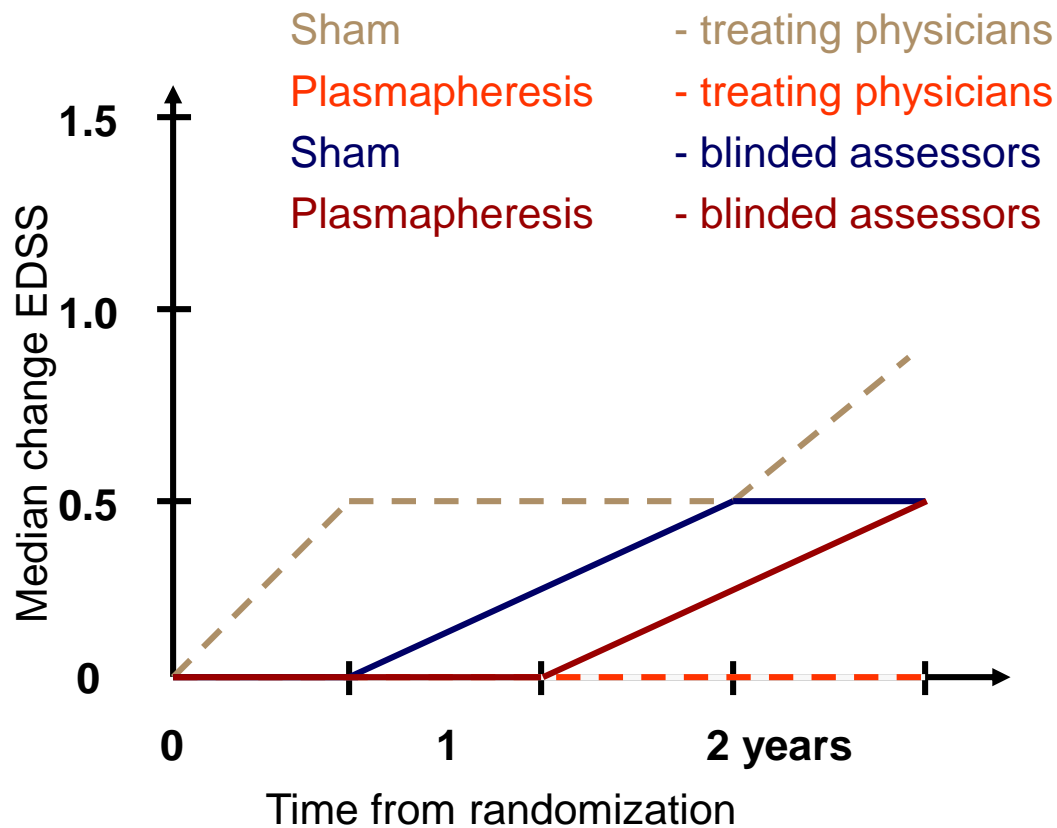 Sham - treating physicians
Plasmapheresis - treating physicians
Sham - blinded assessors
Plasmapheresis - blinded assessors
Median change EDSS
1.5
1.0
0.5
0
0 1 2 years
Time from randomization